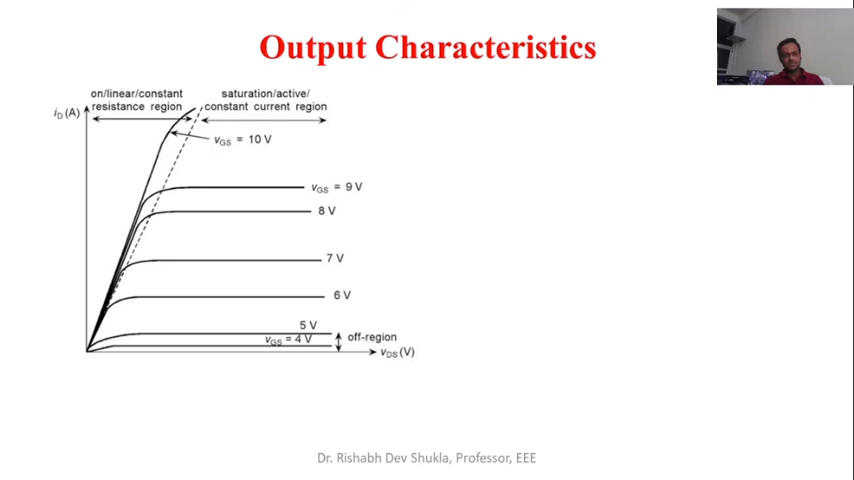 Output Characteristics
on/linear/constant
resistance region
saturation/active/
constant current region
iD (A)
vGS = 10 V
vGS = 9 V
8 V
7 V
6 V
5 V
vGS = 4 V
off-region
vDS (V)
Dr. Rishabh Dev Shukla, Professor, EEE